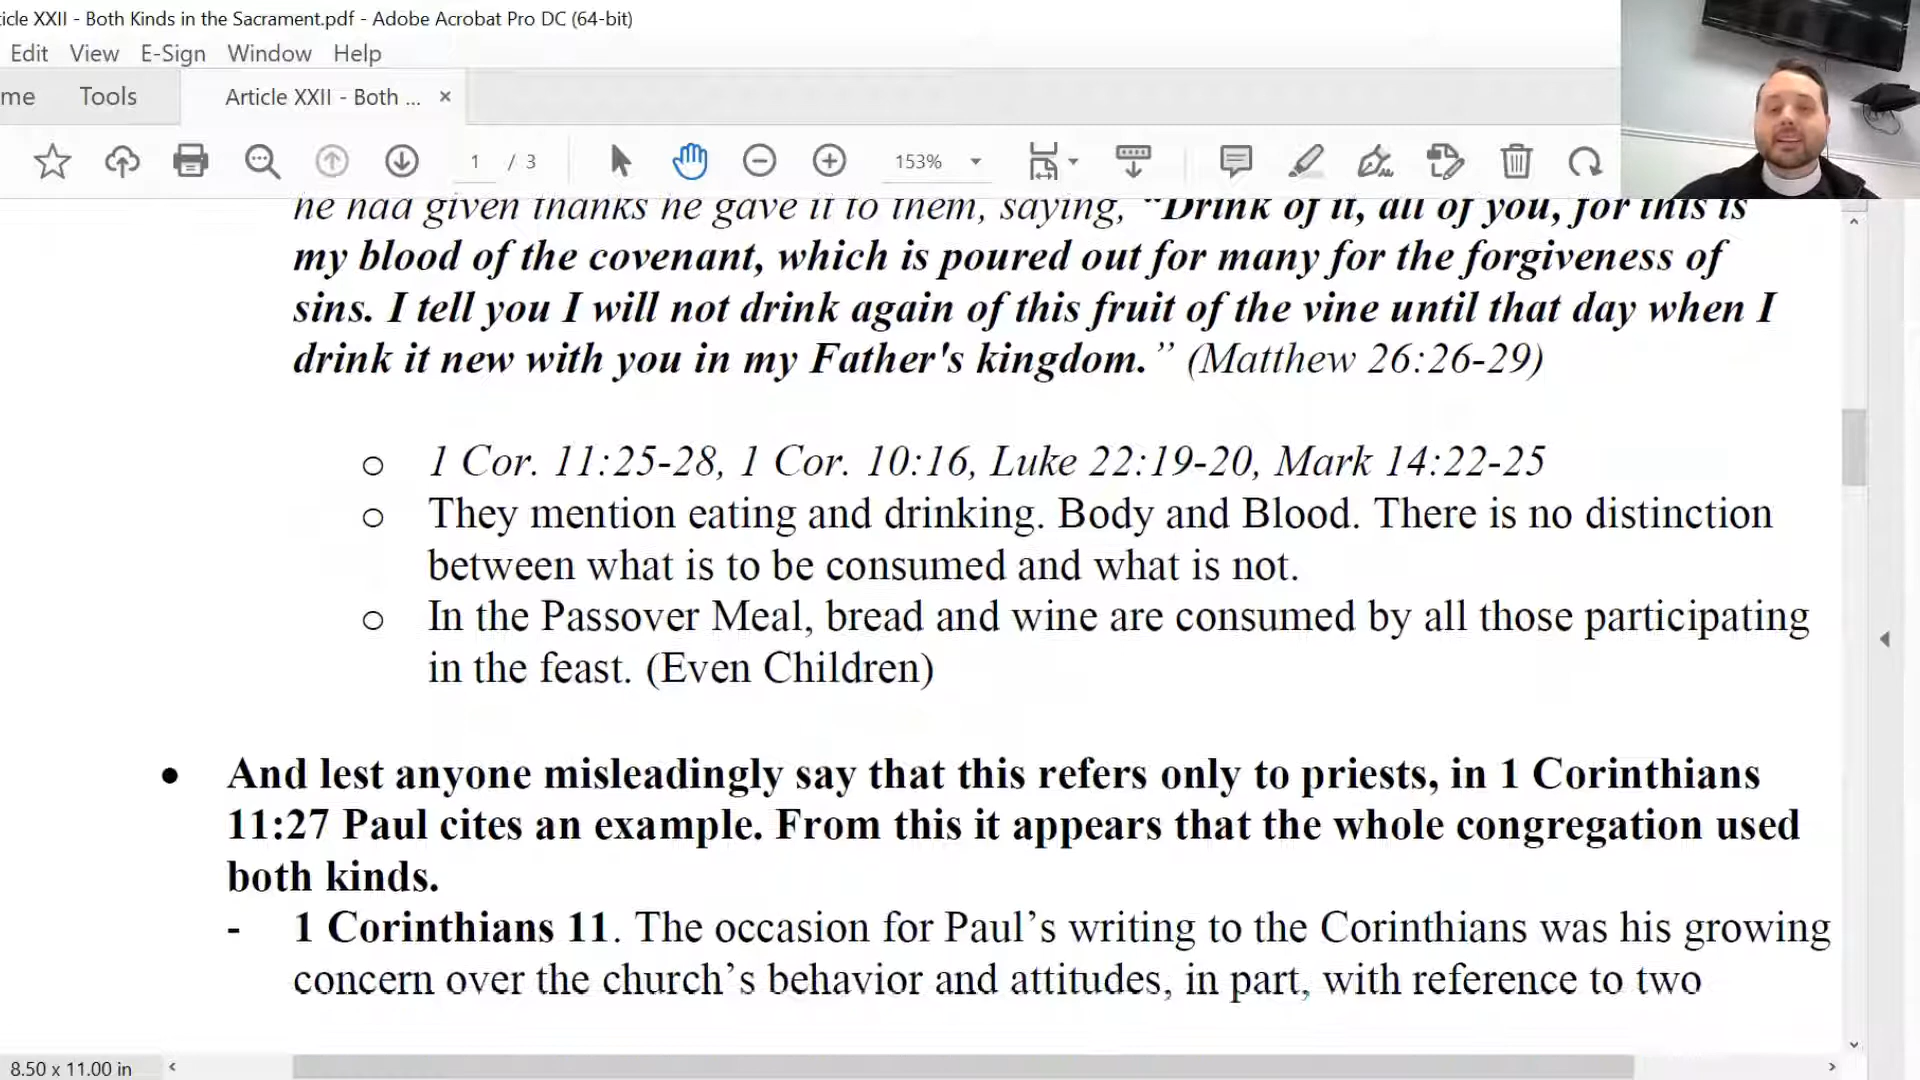 icle XXII - Both Kinds in the Sacrament.pdf - Adobe Acrobat Pro DC (64-bit)
Edit View E-Sign Window Help
me Tools Article XXII - Both ... ×
1 / 3 153%
he had given thanks he gave it to them, saying, “Drink of it, all of you, for this is
my blood of the covenant, which is poured out for many for the forgiveness of
sins. I tell you I will not drink again of this fruit of the vine until that day when I
drink it new with you in my Father's kingdom.” (Matthew 26:26-29)
o 1 Cor. 11:25-28, 1 Cor. 10:16, Luke 22:19-20, Mark 14:22-25
o They mention eating and drinking. Body and Blood. There is no distinction
between what is to be consumed and what is not.
o In the Passover Meal, bread and wine are consumed by all those participating
in the feast. (Even Children)
• And lest anyone misleadingly say that this refers only to priests, in 1 Corinthians
11:27 Paul cites an example. From this it appears that the whole congregation used
both kinds.
- 1 Corinthians 11. The occasion for Paul’s writing to the Corinthians was his growing
concern over the church’s behavior and attitudes, in part, with reference to two
8.50 x 11.00 in